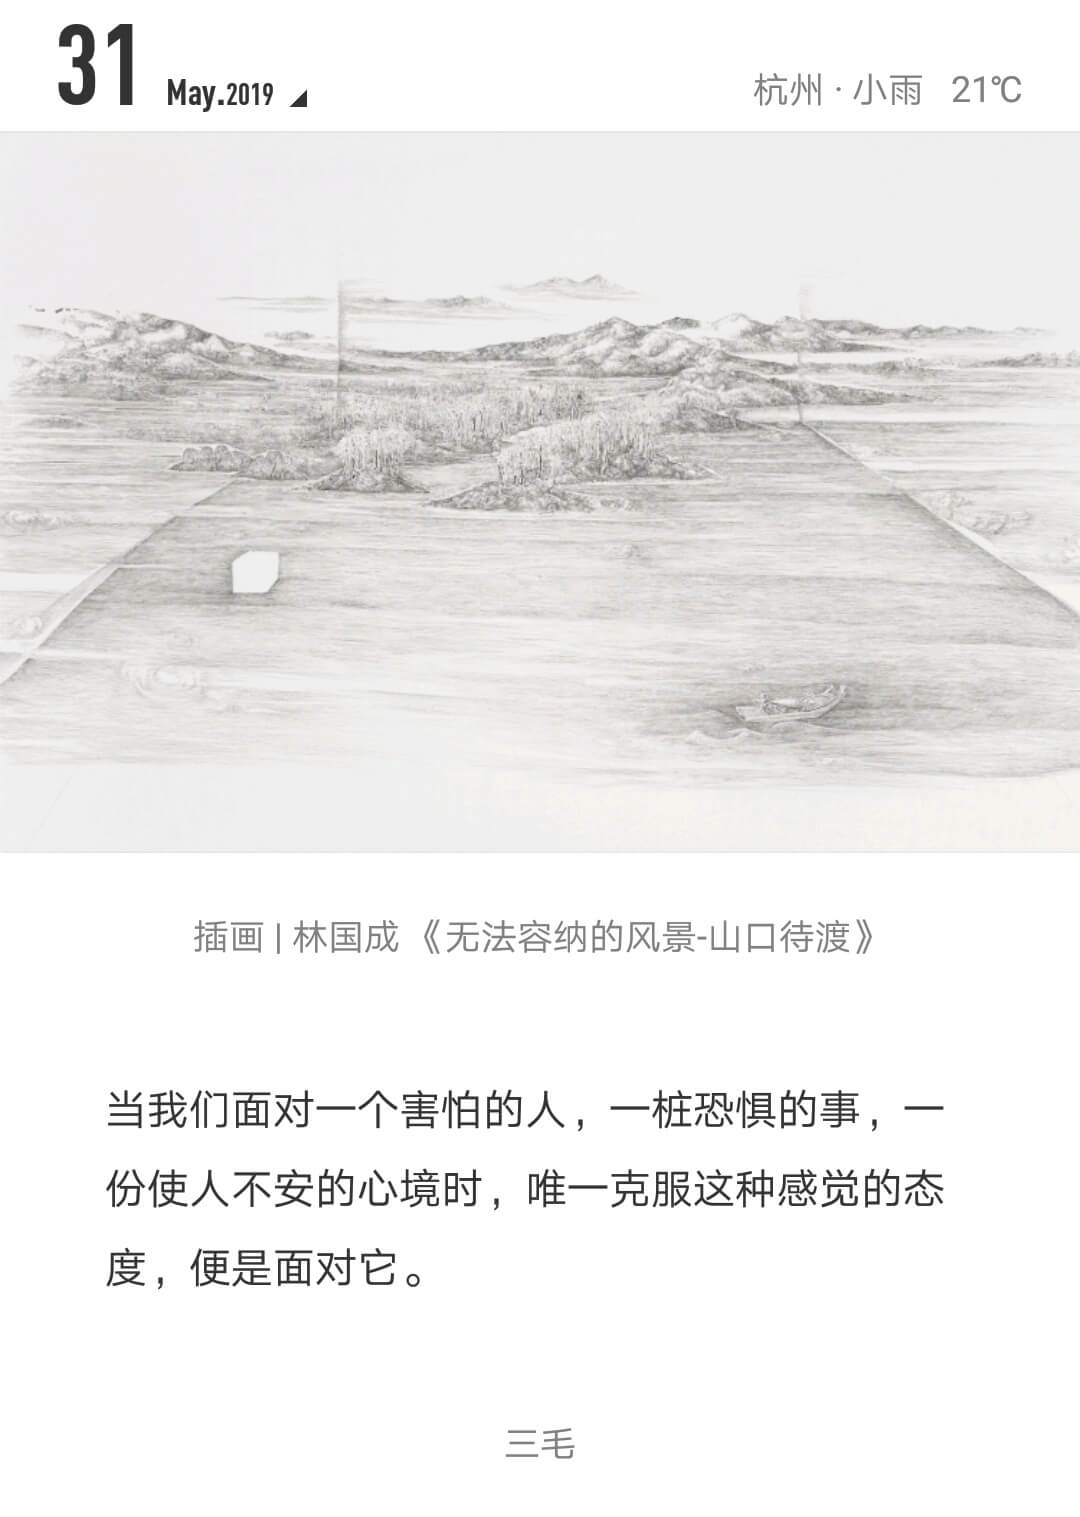 31 May.2019
杭州 · 小雨 21℃
插画 | 林国成《无法容纳的风景-山口待渡》
当我们面对一个害怕的人，一桩恐惧的事，一
份使人不安的心境时，唯一克服这种感觉的态
度，便是面对它。
三毛